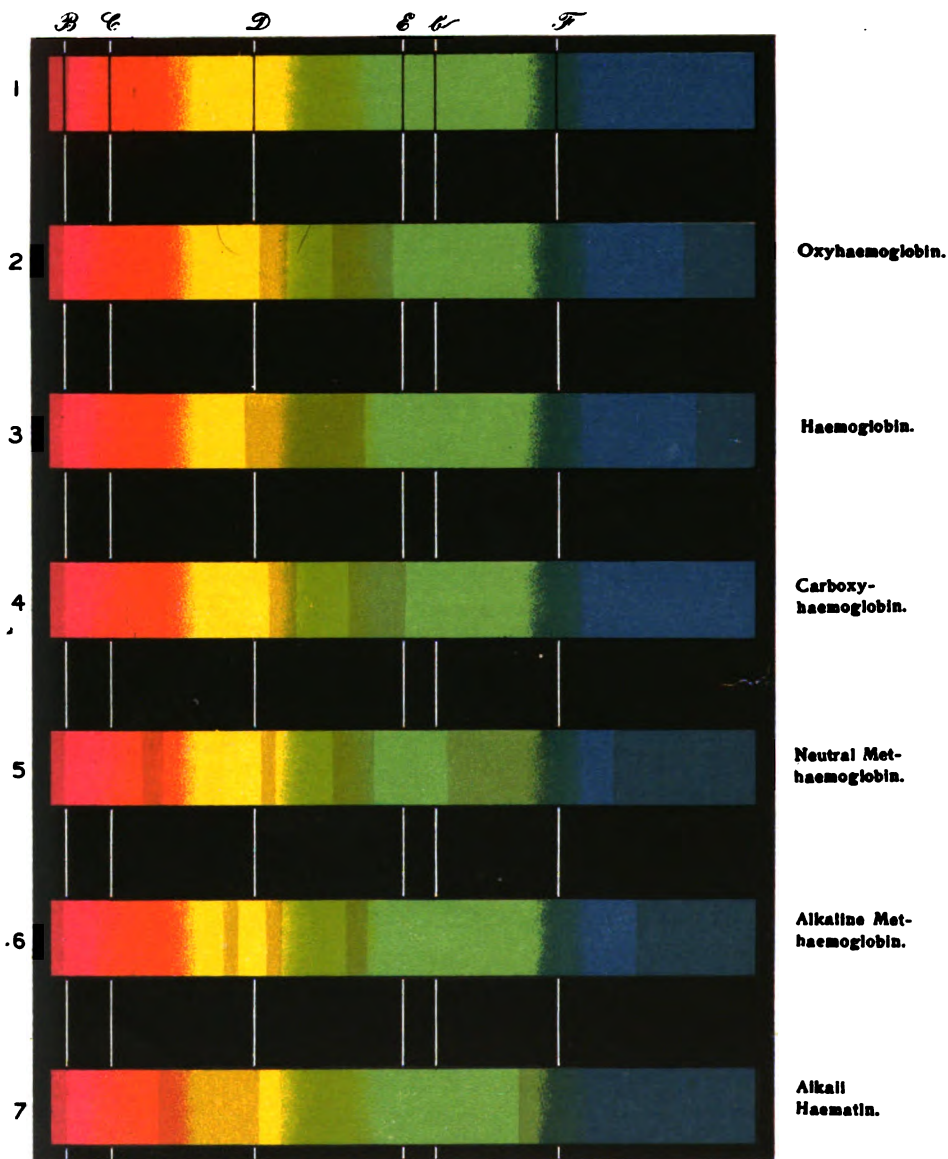 B C D E b F
1
2 Oxyhaemoglobin.
3 Haemoglobin.
4 Carboxy-
haemoglobin.
5 Neutral Met-
haemoglobin.
6 Alkaline Met-
haemoglobin.
7 Alkali
Haematin.